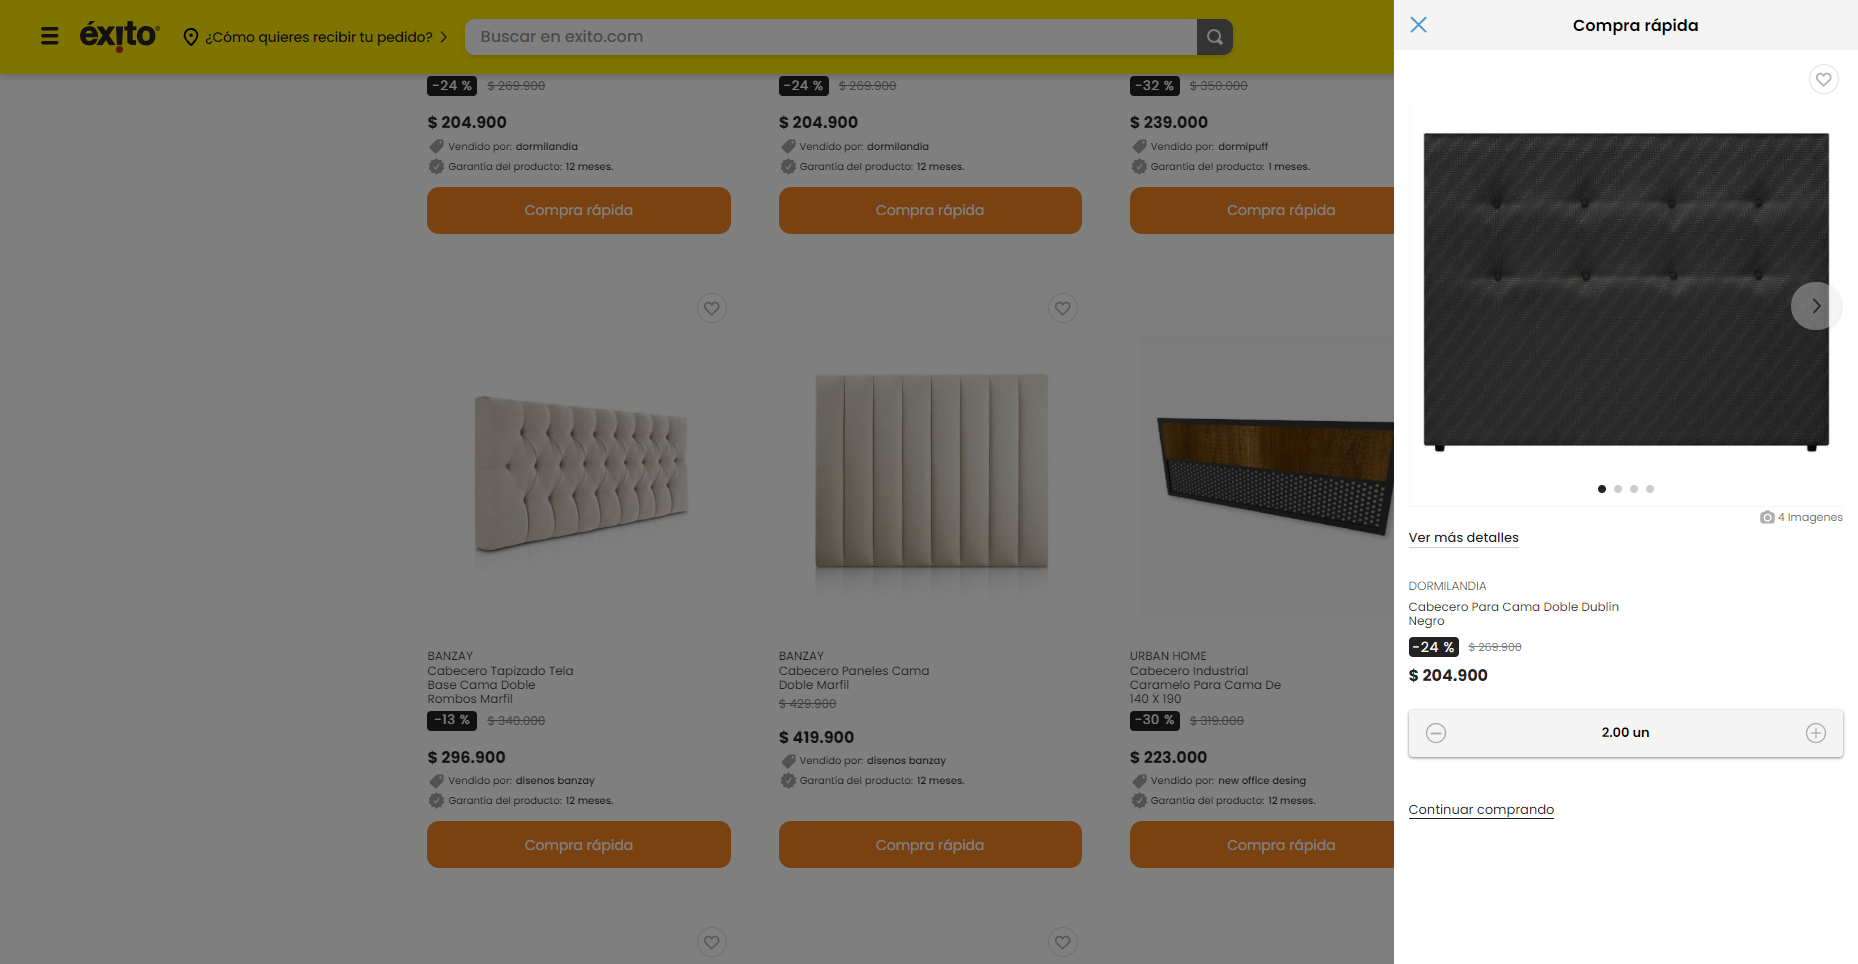 éxito
¿Cómo quieres recibir tu pedido?
Buscar en exito.com
-24 % $ 269.900
$ 204.900
Vendido por: dormilandia
Garantía del producto: 12 meses.
Compra rápida
-24 % $ 269.900
$ 204.900
Vendido por: dormilandia
Garantía del producto: 12 meses.
Compra rápida
-32 % $ 350.000
$ 239.000
Vendido por: dormipuff
Garantía del producto: 1 meses.
Compra rápida
BANZAY
Cabecero Tapizado Tela
Base Cama Doble
Rombos Marfil
-13 % $ 340.000
$ 296.900
Vendido por: disenos banzay
Garantía del producto: 12 meses.
Compra rápida
BANZAY
Cabecero Paneles Cama
Doble Marfil
$ 429.900
$ 419.900
Vendido por: disenos banzay
Garantía del producto: 12 meses.
Compra rápida
URBAN HOME
Cabecero Industrial
Caramelo Para Cama De
140 X 190
-30 % $ 319.000
$ 223.000
Vendido por: new office desing
Garantía del producto: 12 meses.
Compra rápida
Compra rápida
4 Imagenes
Ver más detalles
DORMILANDIA
Cabecero Para Cama Doble Dublin
Negro
-24 % $ 269.900
$ 204.900
2.00 un
Continuar comprando